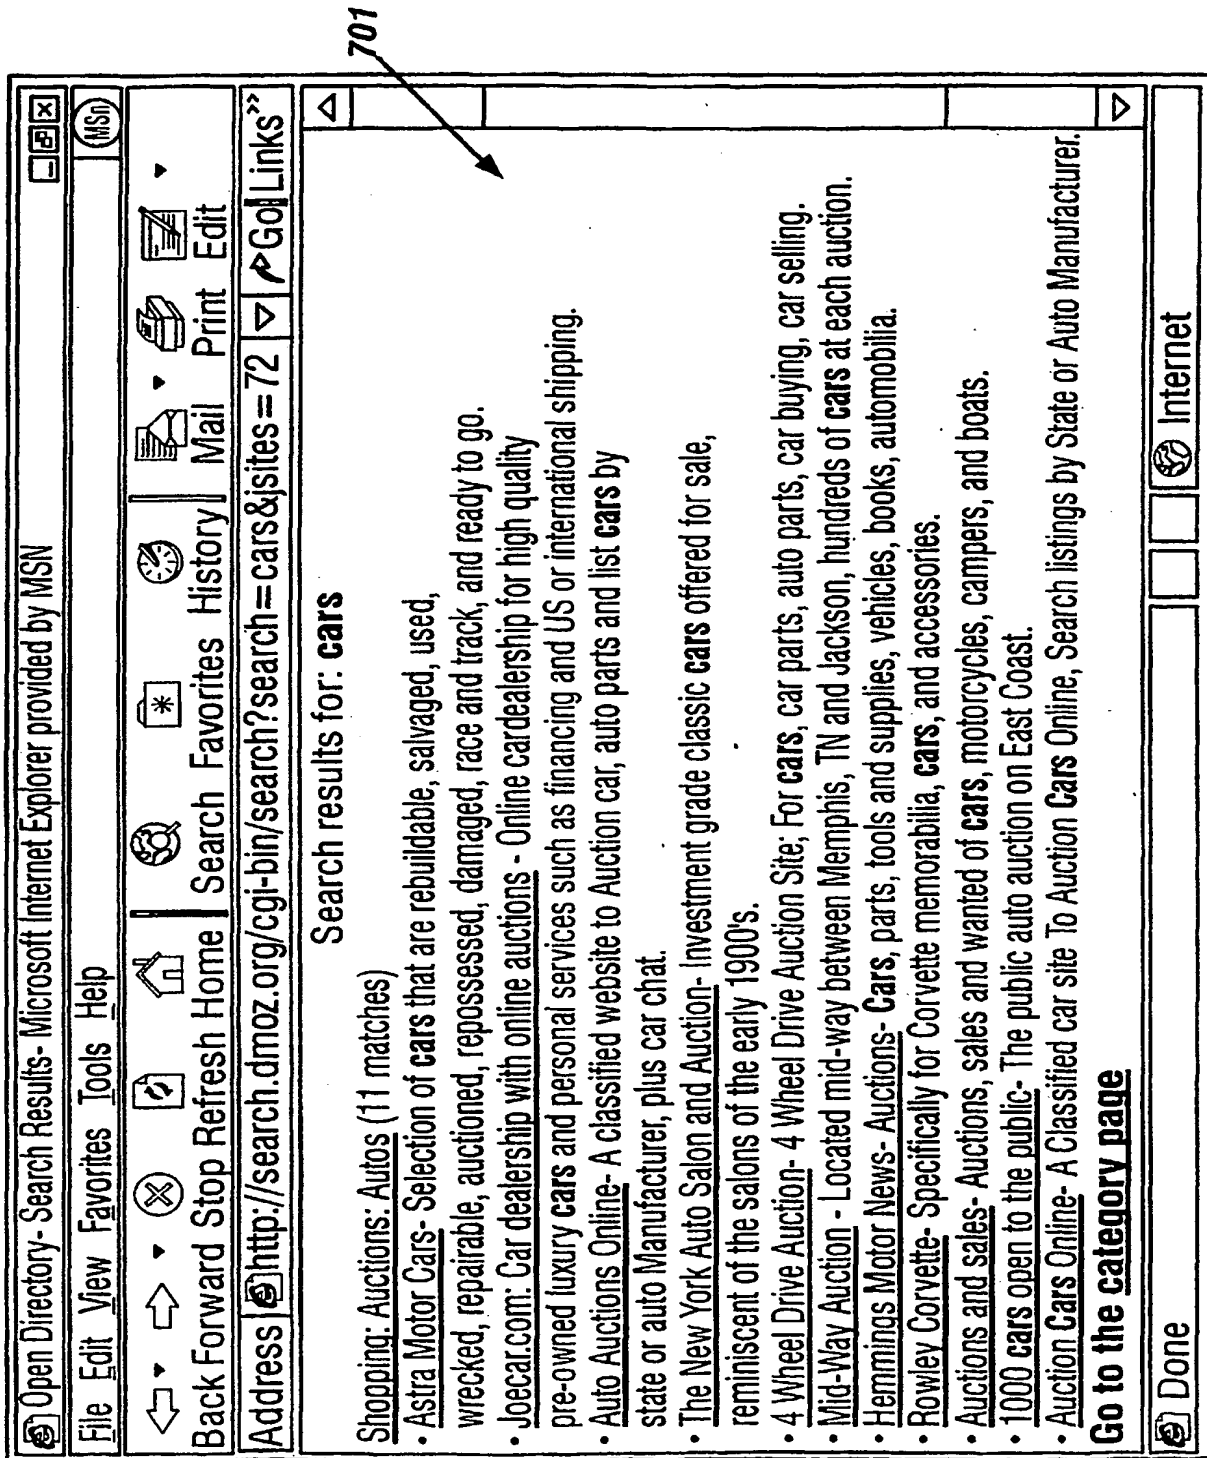 701
Open Directory- Search Results- Microsoft Internet Explorer provided by MSN
File Edit View Favorites Tools Help
MSn
Back Forward Stop Refresh Home Search Favorites History Mail Print Edit
Address http://search.dmoz.org/cgi-bin/search?search=cars&jsites=72 Go Links »
Search results for: cars
Shopping: Auctions: Autos (11 matches)
• Astra Motor Cars- Selection of cars that are rebuildable, salvaged, used,
wrecked, repairable, auctioned, repossessed, damaged, race and track, and ready to go.
• Joecar.com: Car dealership with online auctions - Online cardealership for high quality
pre-owned luxury cars and personal services such as financing and US or international shipping.
• Auto Auctions Online- A classified website to Auction car, auto parts and list cars by
state or auto Manufacturer, plus car chat.
• The New York Auto Salon and Auction- Investment grade classic cars offered for sale,
reminiscent of the salons of the early 1900's.
• 4 Wheel Drive Auction- 4 Wheel Drive Auction Site; For cars, car parts, auto parts, car buying, car selling.
• Mid-Way Auction - Located mid-way between Memphis, TN and Jackson, hundreds of cars at each auction.
• Hemmings Motor News- Auctions- Cars, parts, tools and supplies, vehicles, books, automobilia.
• Rowley Corvette- Specifically for Corvette memorabilia, cars, and accessories.
• Auctions and sales- Auctions, sales and wanted of cars, motorcycles, campers, and boats.
• 1000 cars open to the public- The public auto auction on East Coast.
• Auction Cars Online- A Classified car site To Auction Cars Online, Search listings by State or Auto Manufacturer.
Go to the category page
Done Internet